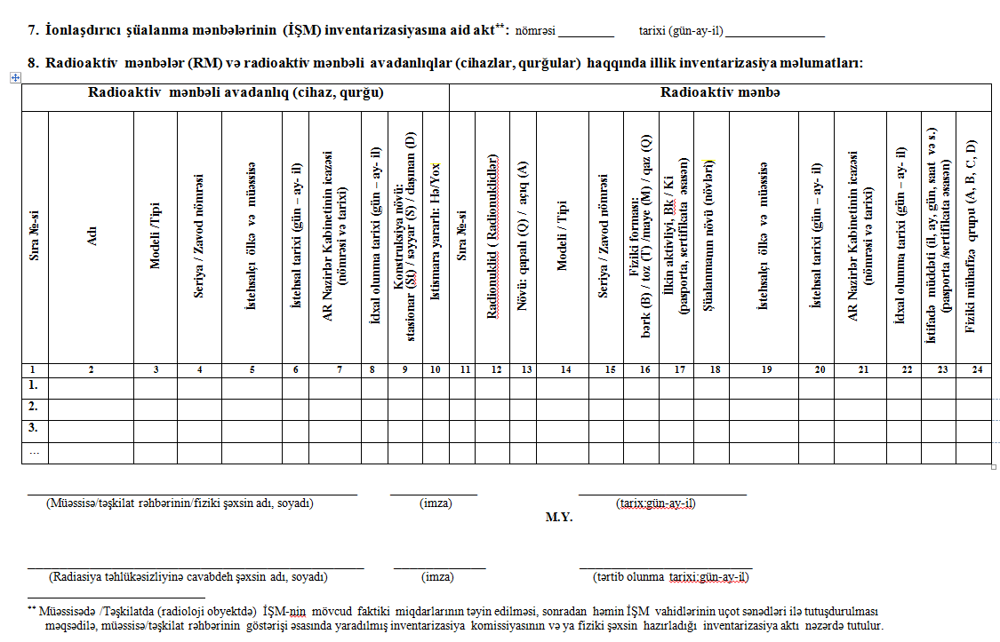 7. İonlaşdırıcı şüalanma mənbələrinin (İŞM) inventarizasiyasına aid akt**: nömrəsi _________ tarixi (gün-ay-il) ________________
8. Radioaktiv mənbələr (RM) və radioaktiv mənbəli avadanlıqlar (cihazlar, qurğular) haqqında illik inventarizasiya məlumatları:
Radioaktiv mənbəli avadanlıq (cihaz, qurğu)
Radioaktiv mənbə
Sıra №-si
Adı
Modeli /Tipi
Seriya / Zavod nömrəsi
İstehsalçı ölkə və müəssisə
İstehsal tarixi (gün – ay- il)
AR Nazirlər Kabinetinin icazəsi
(nömrəsi və tarixi)
İdxal olunma tarixi (gün – ay- il)
Konstruksiya növü:
stasionar (St) / səyyar (S) / daşınan (D)
İstismara yararlı: Hə/Yox
Sıra №-si
Radionuklid ( Radionuklidlər)
Növü: qapalı (Q) / açıq (A)
Modeli / Tipi
Seriya / Zavod nömrəsi
Fiziki forması:
bərk (B) / toz (T) /maye (M) / qaz (Q)
İlkin aktivliyi, Bk / Ki
(pasporta, sertifikata əsasən)
Şüalanmanın növü (növləri)
İstehsalçı ölkə və müəssisə
İstehsal tarixi (gün – ay- il)
AR Nazirlər Kabinetinin icazəsi
(nömrəsi və tarixi)
İdxal olunma tarixi (gün – ay- il)
İstifadə müddəti (il, ay, gün, saat və s.)
(pasporta /sertifikata əsasən)
Fiziki mühafizə qrupu (A, B, C, D)
1 2 3 4 5 6 7 8 9 10 11 12 13 14 15 16 17 18 19 20 21 22 23 24
1.
2.
3.
…
(Müəssisə/təşkilat rəhbərinin/fiziki şəxsin adı, soyadı) (imza) (tarix:gün-ay-il)
M.Y.
(Radiasiya təhlükəsizliyinə cavabdeh şəxsin adı, soyadı) (imza) (tərtib olunma tarixi:gün-ay-il)
** Müəssisədə /Təşkilatda (radioloji obyektdə) İŞM-nin mövcud faktiki miqdarlarının təyin edilməsi, sonradan həmin İŞM vahidlərinin uçot sənədləri ilə tutuşdurulması
məqsədilə, müəssisə/təşkilat rəhbərinin göstərişi əsasında yaradılmış inventarizasiya komissiyasının və ya fiziki şəxsin hazırladığı inventarizasiya aktı nəzərdə tutulur.